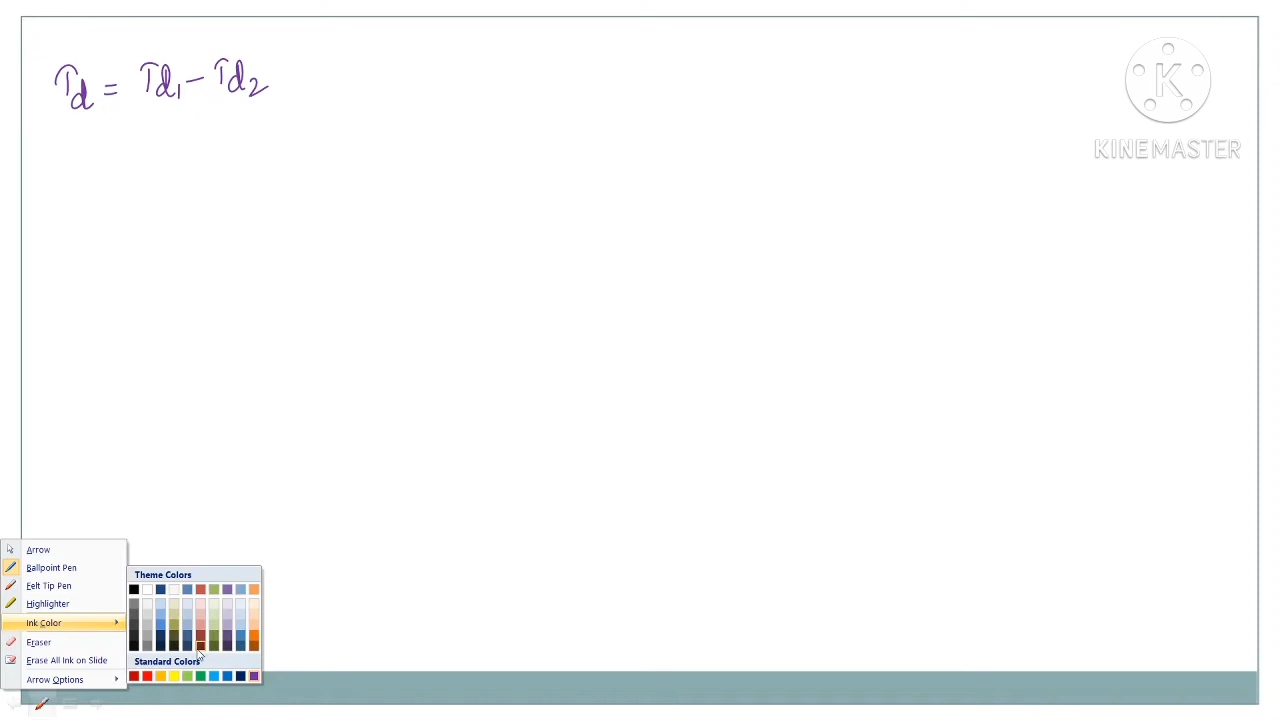 Td = Td1 - Td2
K
KINEMASTER
Arrow
Ballpoint Pen
Felt Tip Pen
Highlighter
Ink Color
Eraser
Erase All Ink on Slide
Arrow Options
Theme Colors
Standard Colors